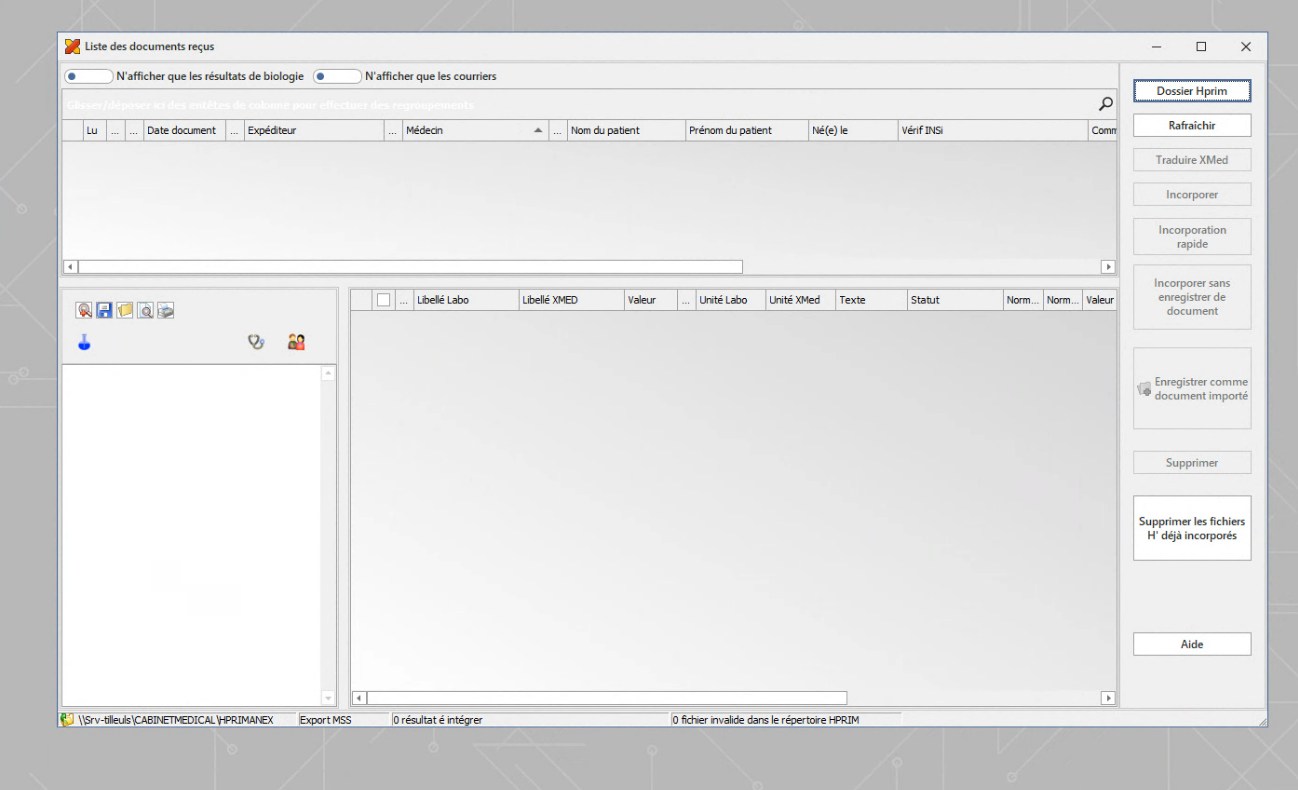 Liste des documents reçus
N'afficher que les résultats de biologie N'afficher que les courriers
Glisser/déposer ici des entêtes de colonne pour effectuer des regroupements
Lu ... ... Date document ... Expéditeur ... Médecin ... Nom du patient Prénom du patient Né(e) le Vérif INSi Comm
... Libellé Labo Libellé XMED Valeur ... Unité Labo Unité XMed Texte Statut Norm... Norm... Valeur
Dossier Hprim
Rafraîchir
Traduire XMed
Incorporer
Incorporation
rapide
Incorporer sans
enregistrer de
document
Enregistrer comme
document importé
Supprimer
Supprimer les fichiers
H' déjà incorporés
Aide
\\Srv-tilleuls\CABINETMEDICAL\HPRIMANEX Export MSS 0 résultat é intégrer 0 fichier invalide dans le répertoire HPRIM